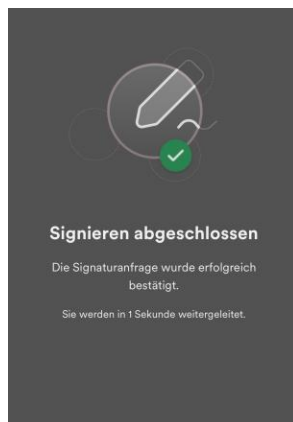 Signieren abgeschlossen
Die Signaturanfrage wurde erfolgreich
bestätigt.
Sie werden in 1 Sekunde weitergeleitet.